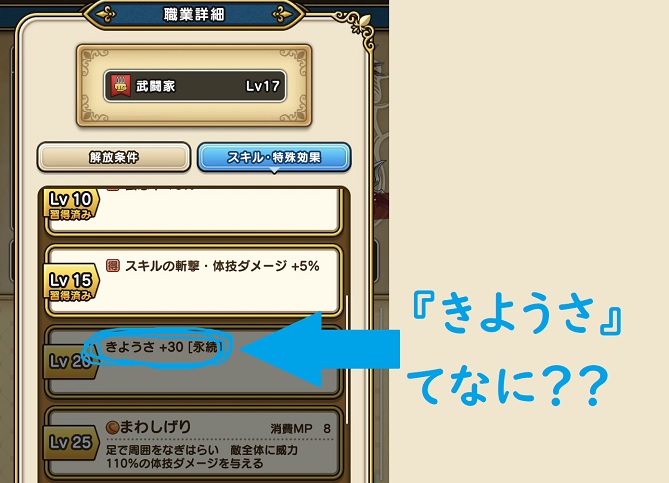 職業詳細
武闘家 Lv17
解放条件
スキル・特殊効果
Lv 10
習得済み
Lv 15
習得済み
得 スキルの斬撃・体技ダメージ +5%
きようさ +30 [永続]
Lv 20
まわしげり 消費MP 8
Lv 25
足で周囲をなぎはらい 敵全体に威力
110%の体技ダメージを与える
『きようさ』
てなに??